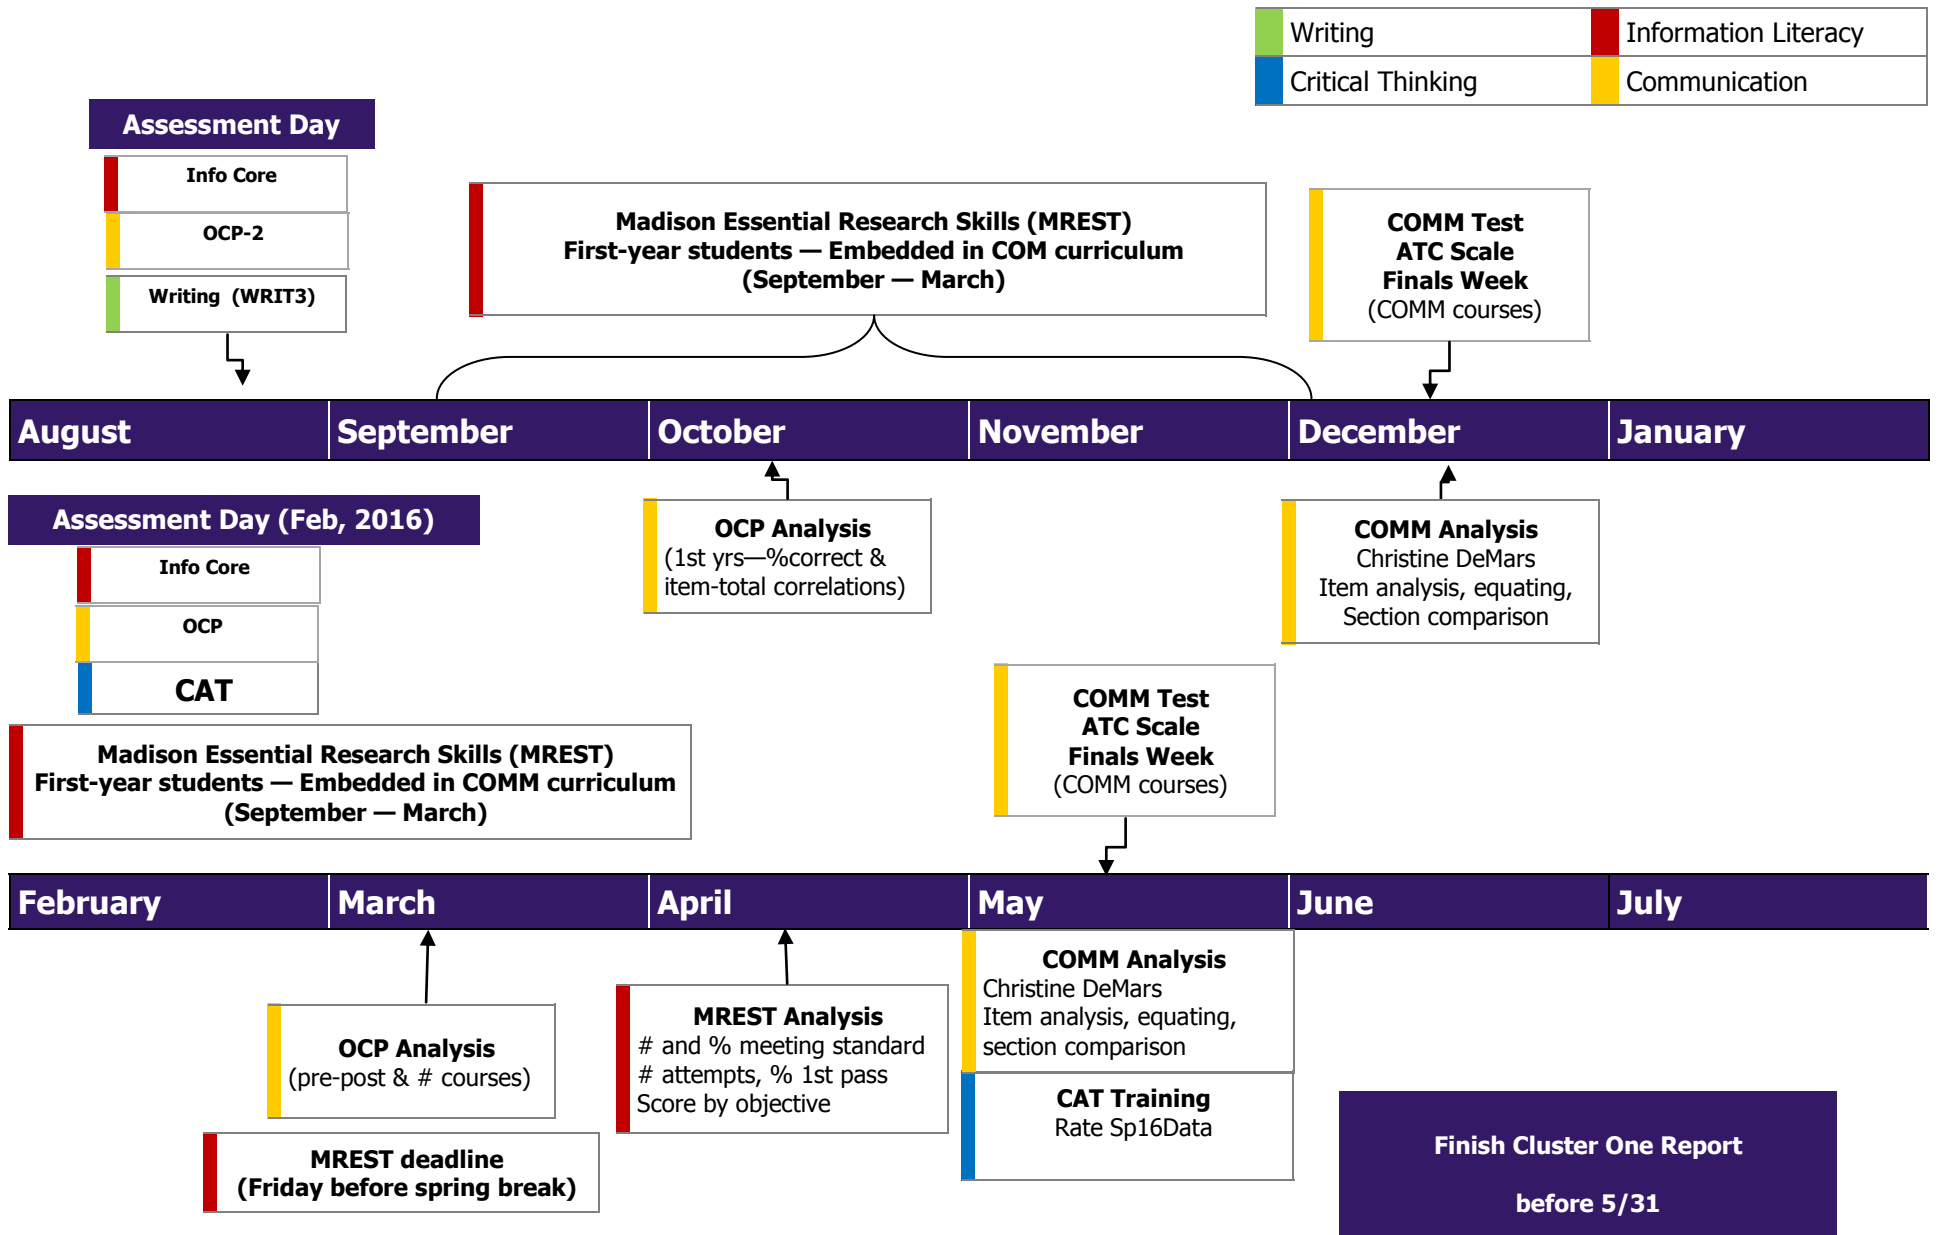 Writing
Information Literacy
Critical Thinking
Communication
Assessment Day
Info Core
OCP-2
Writing (WRIT3)
Madison Essential Research Skills (MREST)
First-year students — Embedded in COM curriculum
(September — March)
COMM Test
ATC Scale
Finals Week
(COMM courses)
August
September
October
November
December
January
Assessment Day (Feb, 2016)
Info Core
OCP
CAT
OCP Analysis
(1st yrs—%correct &
item-total correlations)
COMM Analysis
Christine DeMars
Item analysis, equating,
Section comparison
Madison Essential Research Skills (MREST)
First-year students — Embedded in COMM curriculum
(September — March)
COMM Test
ATC Scale
Finals Week
(COMM courses)
February
March
April
May
June
July
OCP Analysis
(pre-post & # courses)
MREST deadline
(Friday before spring break)
MREST Analysis
# and % meeting standard
# attempts, % 1st pass
Score by objective
COMM Analysis
Christine DeMars
Item analysis, equating,
section comparison
CAT Training
Rate Sp16Data
Finish Cluster One Report
before 5/31